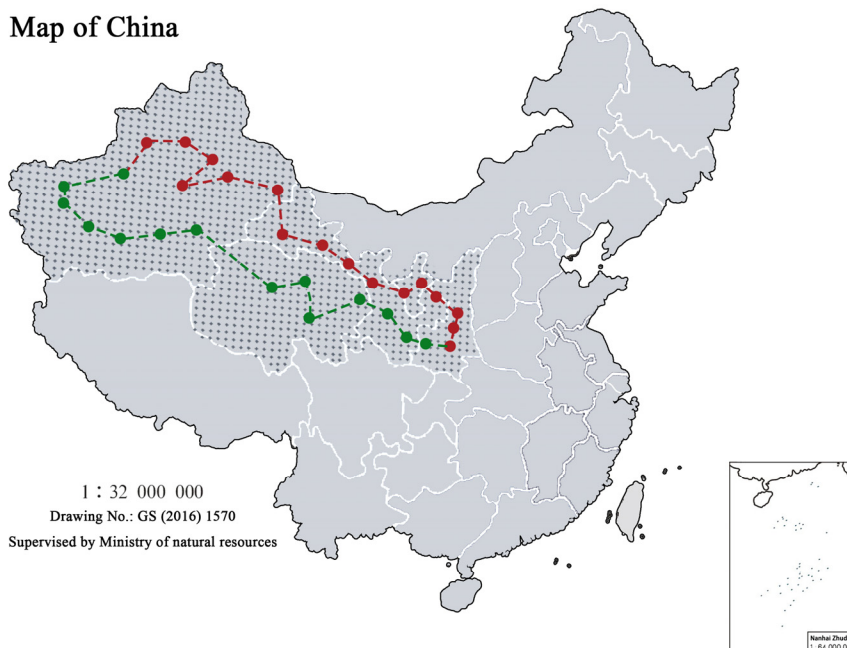 Map of China
1：32 000 000
Drawing No.: GS (2016) 1570
Supervised by Ministry of natural resources
Nanhai Zhud